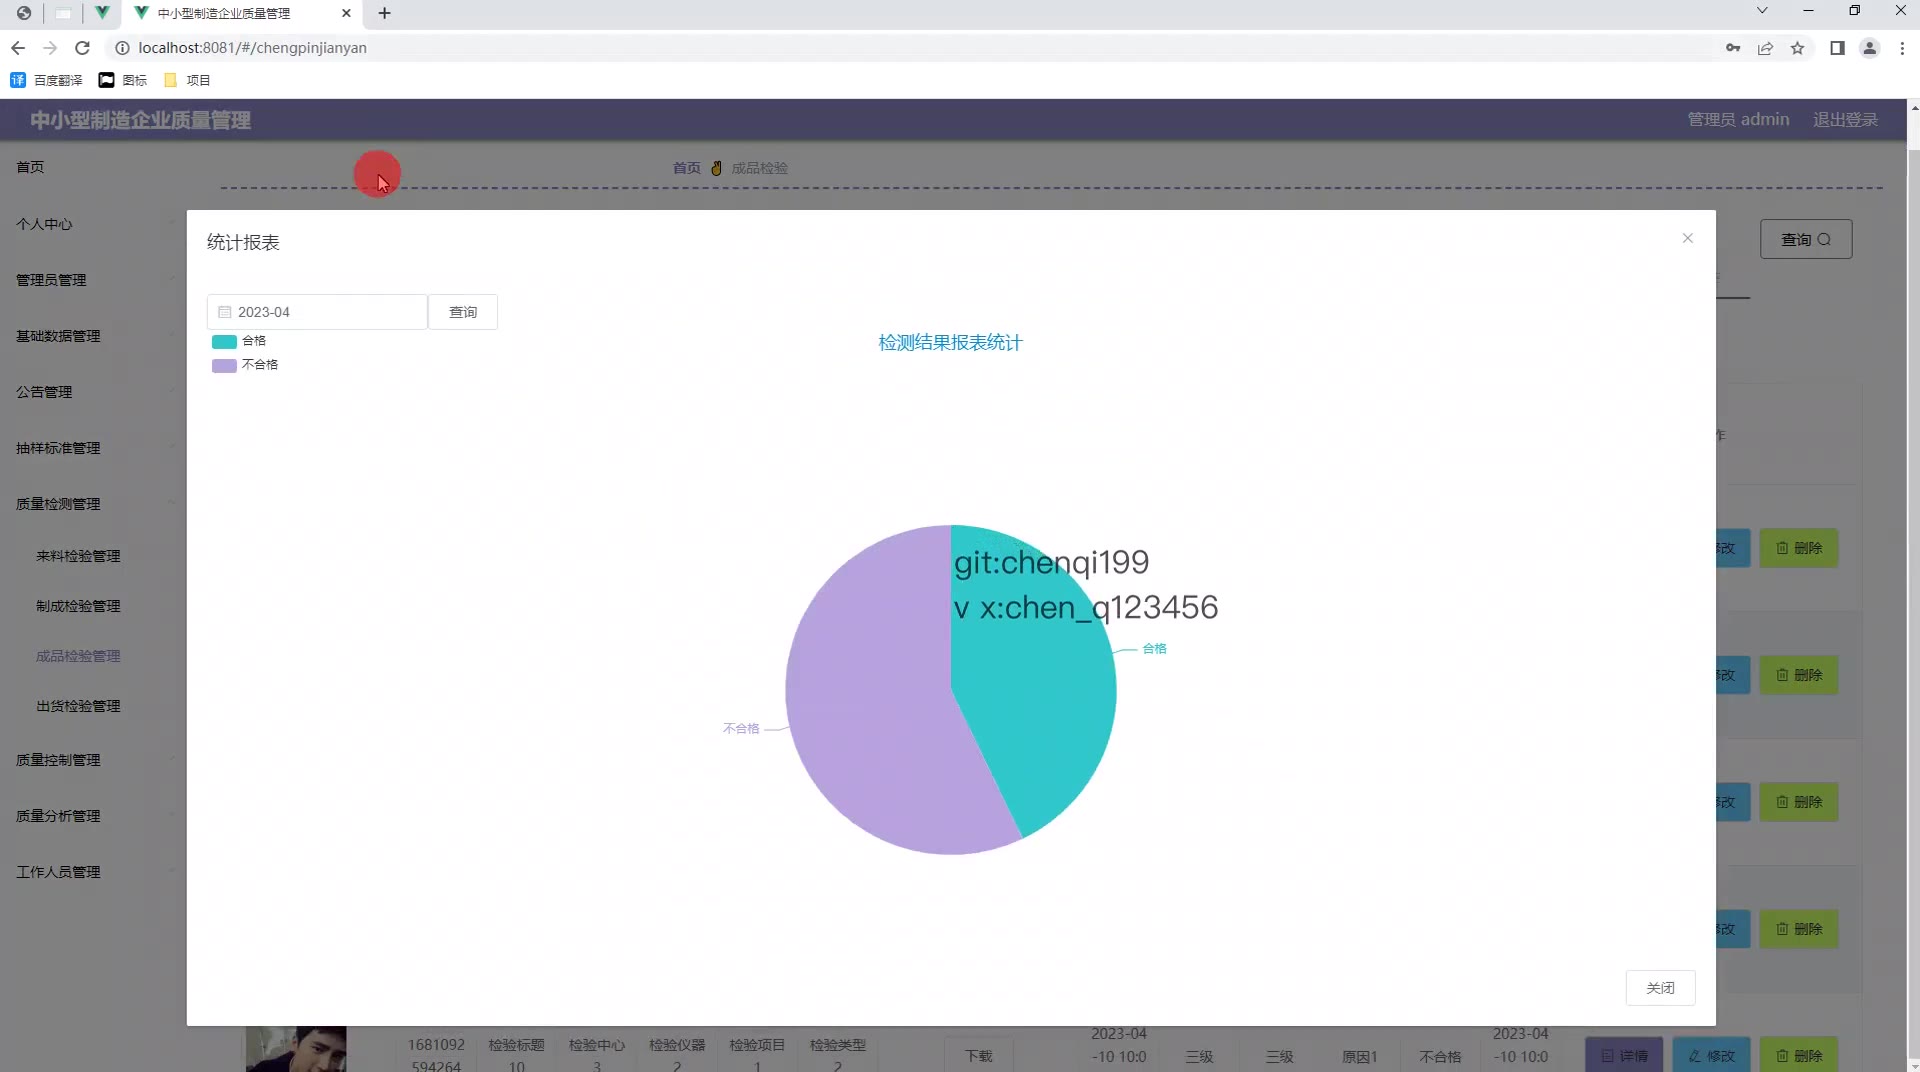 中小型制造企业质量管理
localhost:8081/#/chengpinjianyan
百度翻译
图标
项目
中小型制造企业质量管理
管理员 admin
退出登录
首页
首页
成品检验
个人中心
管理员管理
基础数据管理
公告管理
抽样标准管理
质量检测管理
来料检验管理
制成检验管理
成品检验管理
出货检验管理
质量控制管理
质量分析管理
工作人员管理
统计报表
查询
2023-04
查询
合格
不合格
检测结果报表统计
作
git:chenqi199
v x:chen_q123456
合格
不合格
修改 删除
修改 删除
修改 删除
修改 删除
关闭
1681092
594264
检验标题
10
检验中心
3
检验仪器
2
检验项目
1
检验类型
2
下载
2023-04
-10 10:0
三级
三级
原因1
不合格
2023-04
-10 10:0
详情
修改
删除